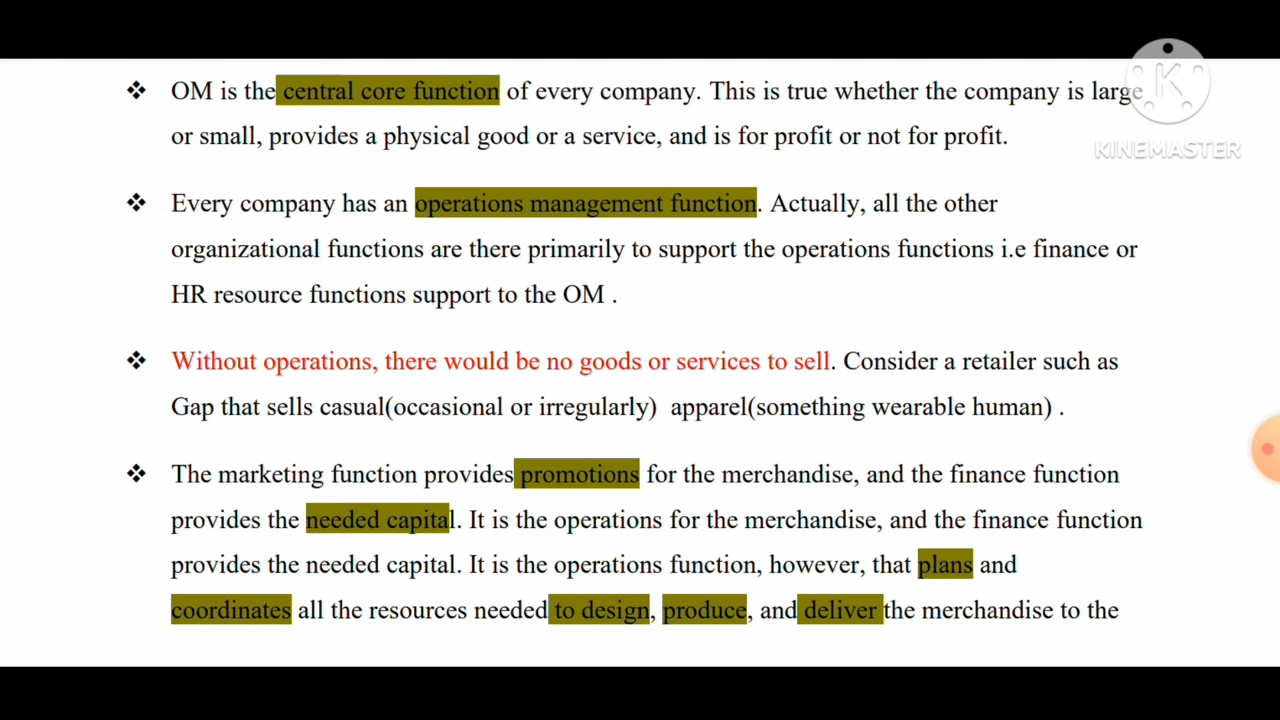 ❖ OM is the central core function of every company. This is true whether the company is large
or small, provides a physical good or a service, and is for profit or not for profit.
❖ Every company has an operations management function. Actually, all the other
organizational functions are there primarily to support the operations functions i.e finance or
HR resource functions support to the OM .
❖ Without operations, there would be no goods or services to sell. Consider a retailer such as
Gap that sells casual(occasional or irregularly) apparel(something wearable human) .
❖ The marketing function provides promotions for the merchandise, and the finance function
provides the needed capital. It is the operations for the merchandise, and the finance function
provides the needed capital. It is the operations function, however, that plans and
coordinates all the resources needed to design, produce, and deliver the merchandise to the
K
KINEMASTER